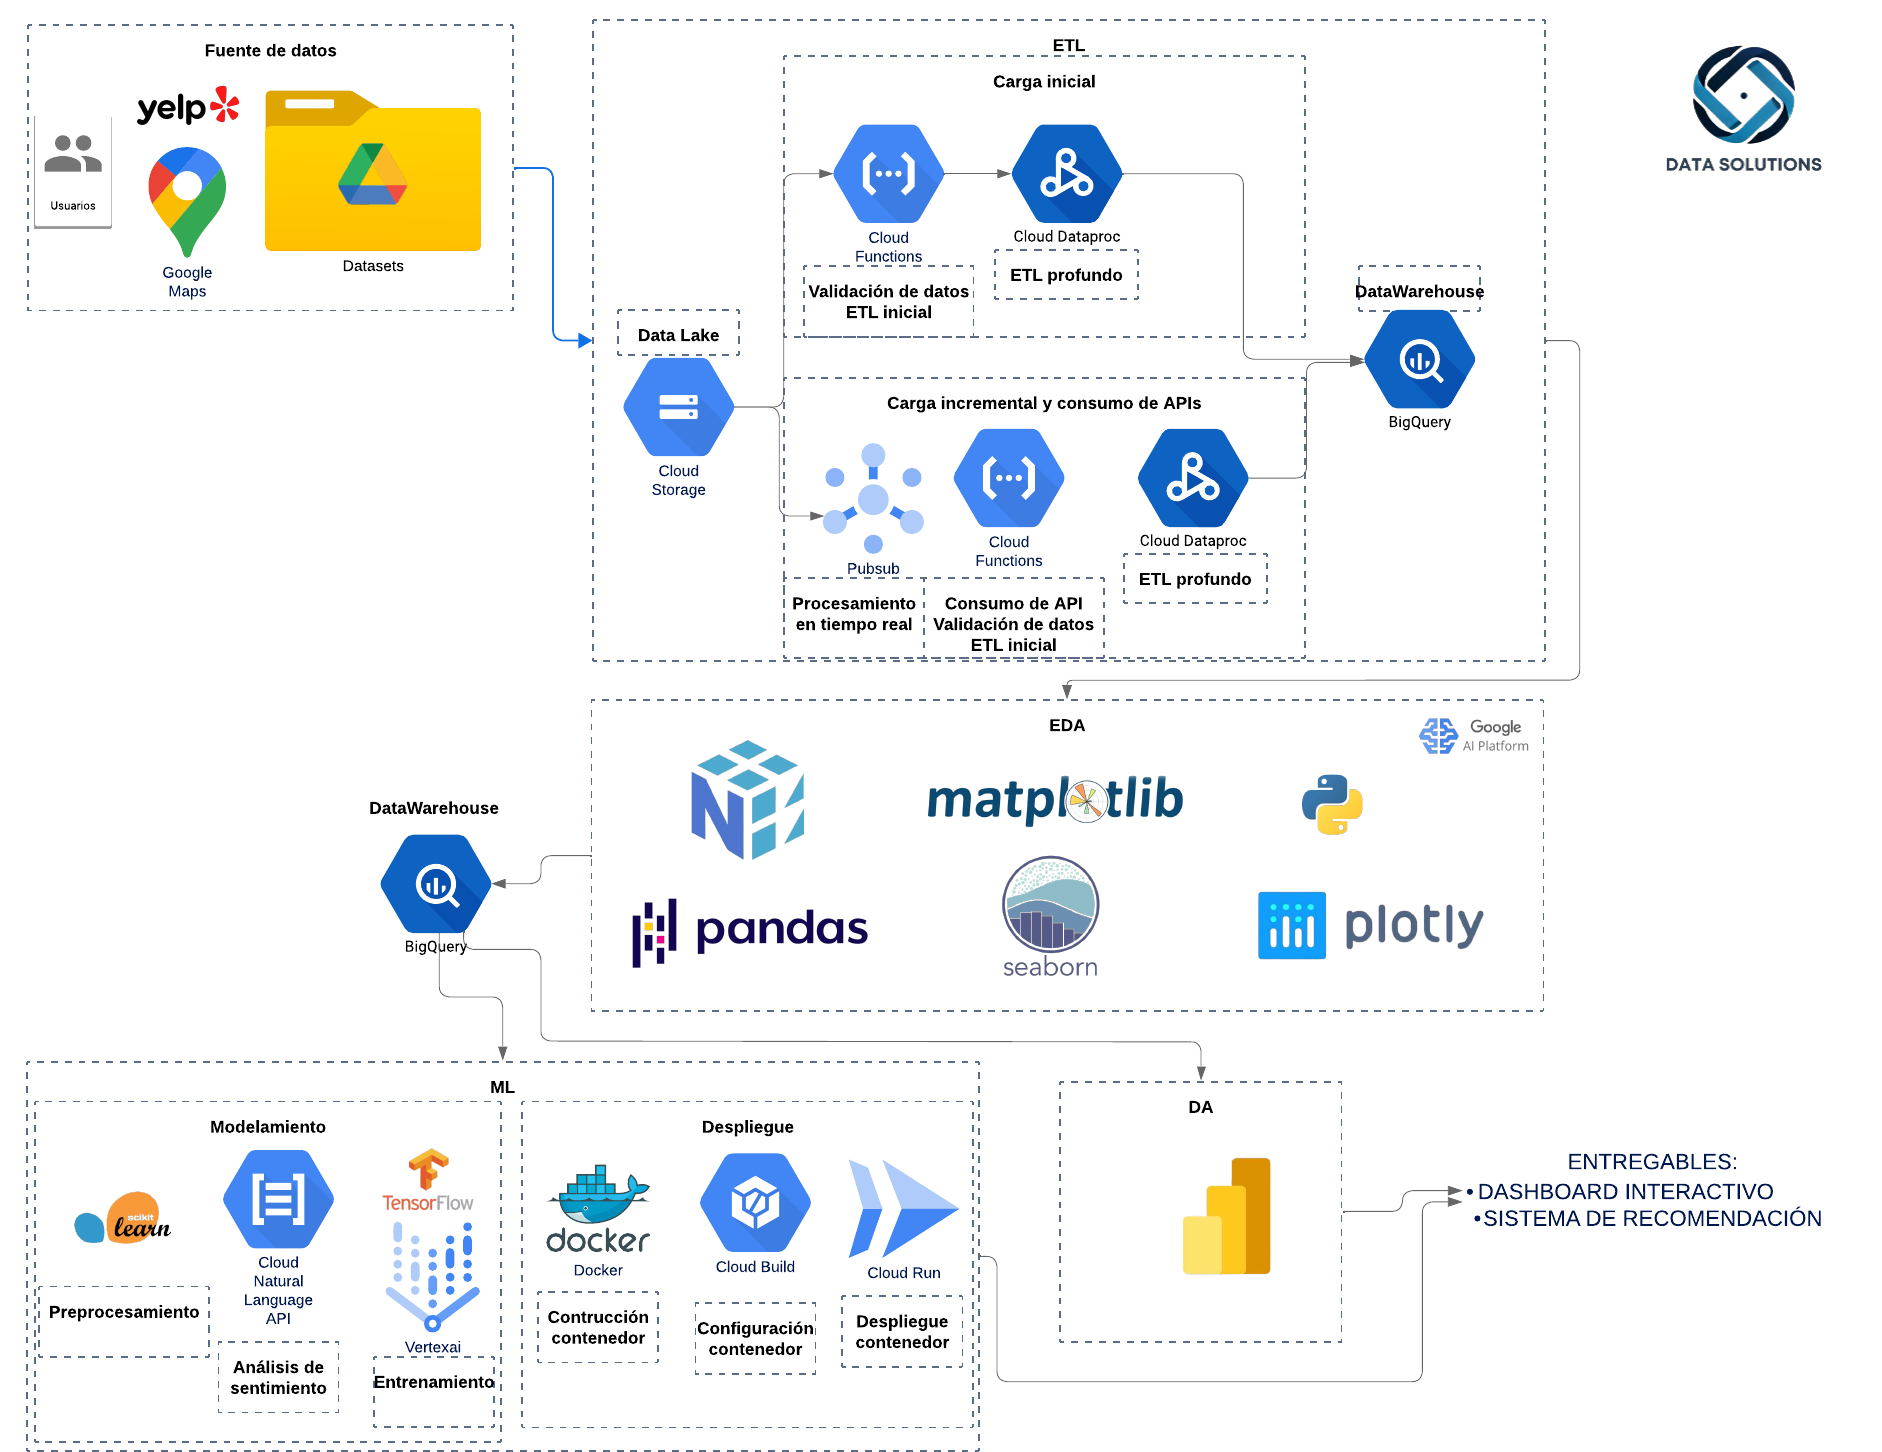 Fuente de datos
yelp
Usuarios
Google
Maps
Datasets
ETL
Carga inicial
Cloud
Functions
Validación de datos
ETL inicial
Cloud Dataproc
ETL profundo
Data Lake
Cloud
Storage
DataWarehouse
BigQuery
Carga incremental y consumo de APIs
Pubsub
Procesamiento
en tiempo real
Cloud
Functions
Consumo de API
Validación de datos
ETL inicial
Cloud Dataproc
ETL profundo
DATA SOLUTIONS
EDA
Google
AI Platform
matplotlib
pandas
seaborn
plotly
DataWarehouse
BigQuery
ML
Modelamiento
scikit
learn
Preprocesamiento
Cloud
Natural
Language
API
Análisis de
sentimiento
TensorFlow
Vertexai
Entrenamiento
Despliegue
docker
Docker
Contrucción
contenedor
Cloud Build
Configuración
contenedor
Cloud Run
Despliegue
contenedor
DA
ENTREGABLES:
•DASHBOARD INTERACTIVO
•SISTEMA DE RECOMENDACIÓN